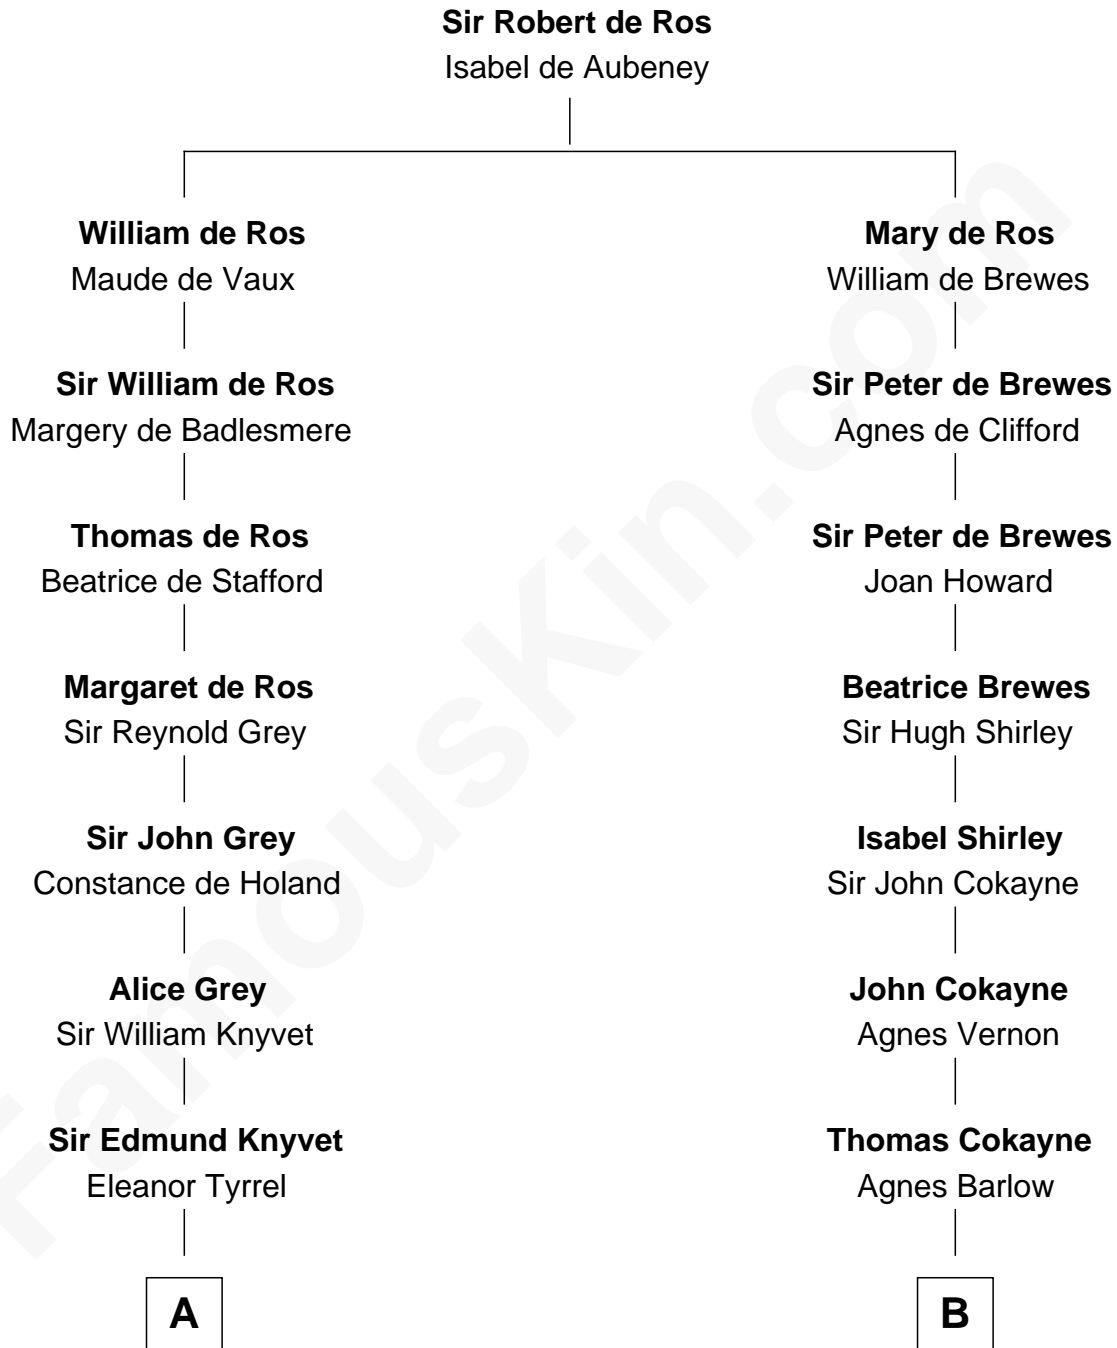 Sir Robert de Ros
Isabel de Aubeney
William de Ros
Maude de Vaux
Mary de Ros
William de Brewes
Sir William de Ros
Margery de Badlesmere
Sir Peter de Brewes
Agnes de Clifford
Thomas de Ros
Beatrice de Stafford
Sir Peter de Brewes
Joan Howard
Margaret de Ros
Sir Reynold Grey
Beatrice Brewes
Sir Hugh Shirley
Sir John Grey
Constance de Holand
Isabel Shirley
Sir John Cokayne
Alice Grey
Sir William Knyvet
John Cokayne
Agnes Vernon
Sir Edmund Knyvet
Eleanor Tyrrel
Thomas Cokayne
Agnes Barlow
A
B
FamousKin.com